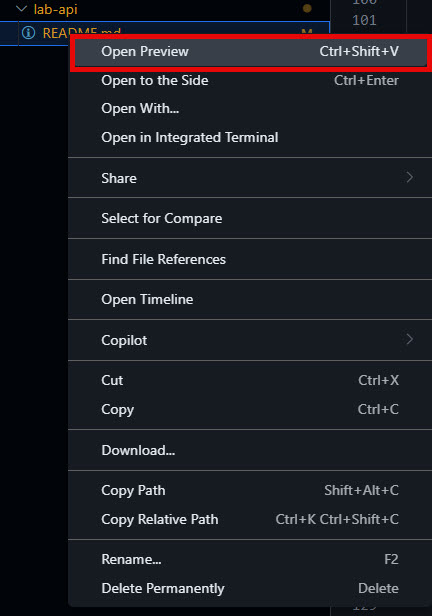 lab-api
101
README.md
M
Open Preview Ctrl+Shift+V
Open to the Side Ctrl+Enter
Open With...
Open in Integrated Terminal
Share
Select for Compare
Find File References
Open Timeline
Copilot
Cut Ctrl+X
Copy Ctrl+C
Download...
Copy Path Shift+Alt+C
Copy Relative Path Ctrl+K Ctrl+Shift+C
Rename... F2
Delete Permanently Delete